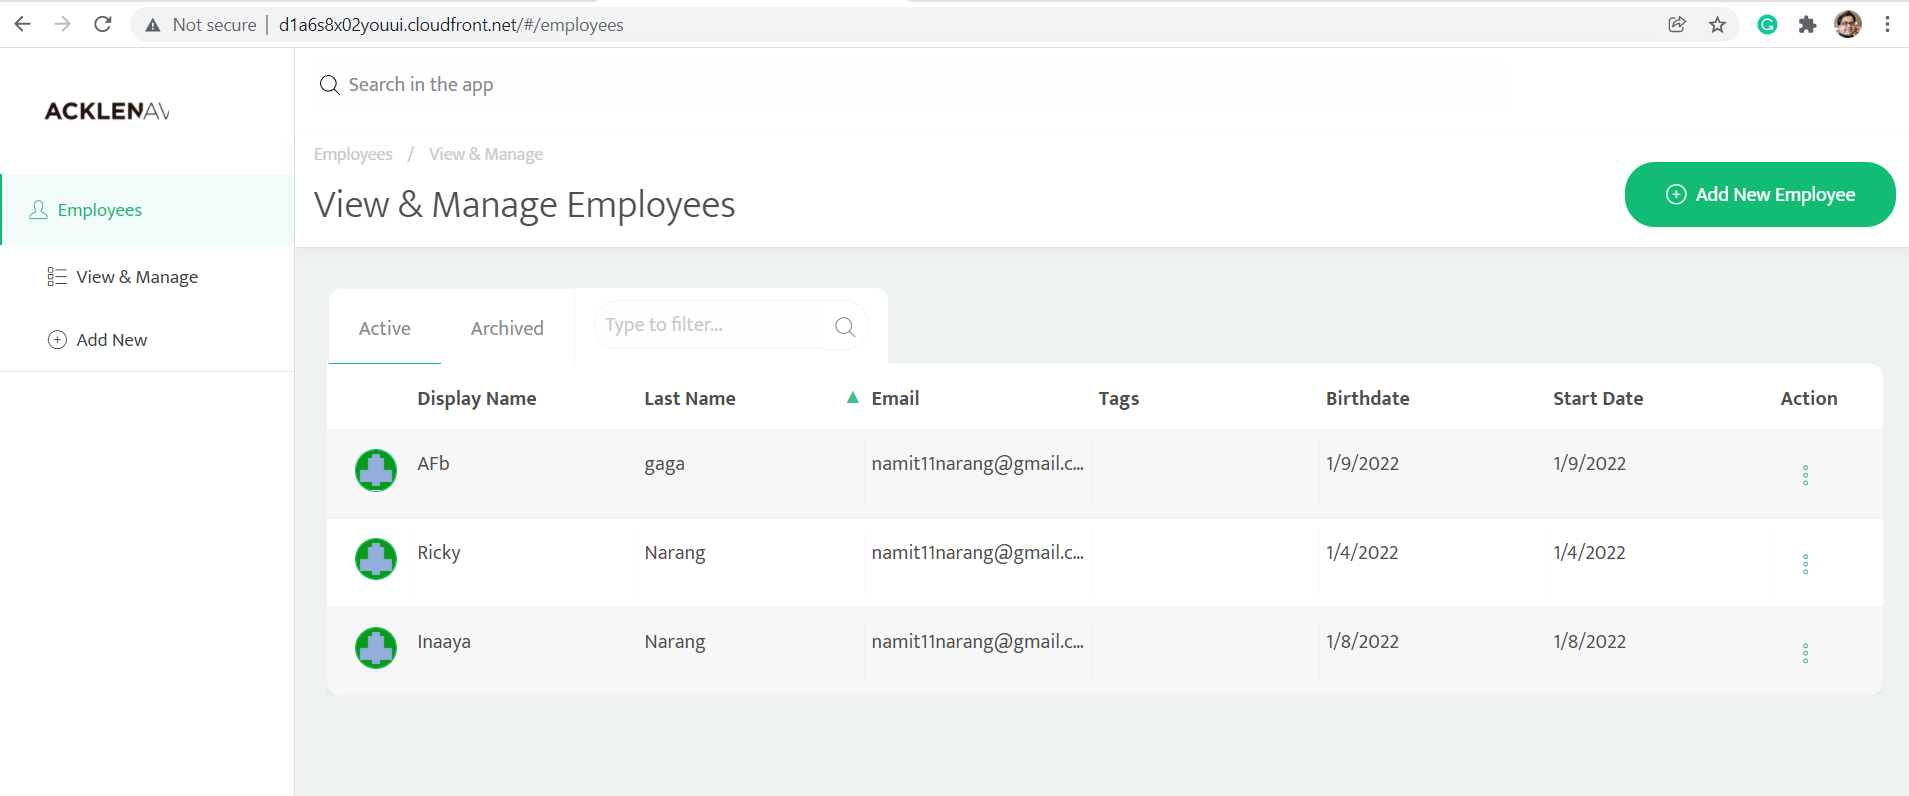 Not secure | d1a6s8x02youui.cloudfront.net/#/employees
Search in the app
ACKLENAV
Employees / View & Manage
View & Manage Employees
Add New Employee
Employees
View & Manage
Add New
Active Archived Type to filter...
Display Name Last Name ▲ Email Tags Birthdate Start Date Action
AFb gaga namit11narang@gmail.c... 1/9/2022 1/9/2022
Ricky Narang namit11narang@gmail.c... 1/4/2022 1/4/2022
Inaaya Narang namit11narang@gmail.c... 1/8/2022 1/8/2022